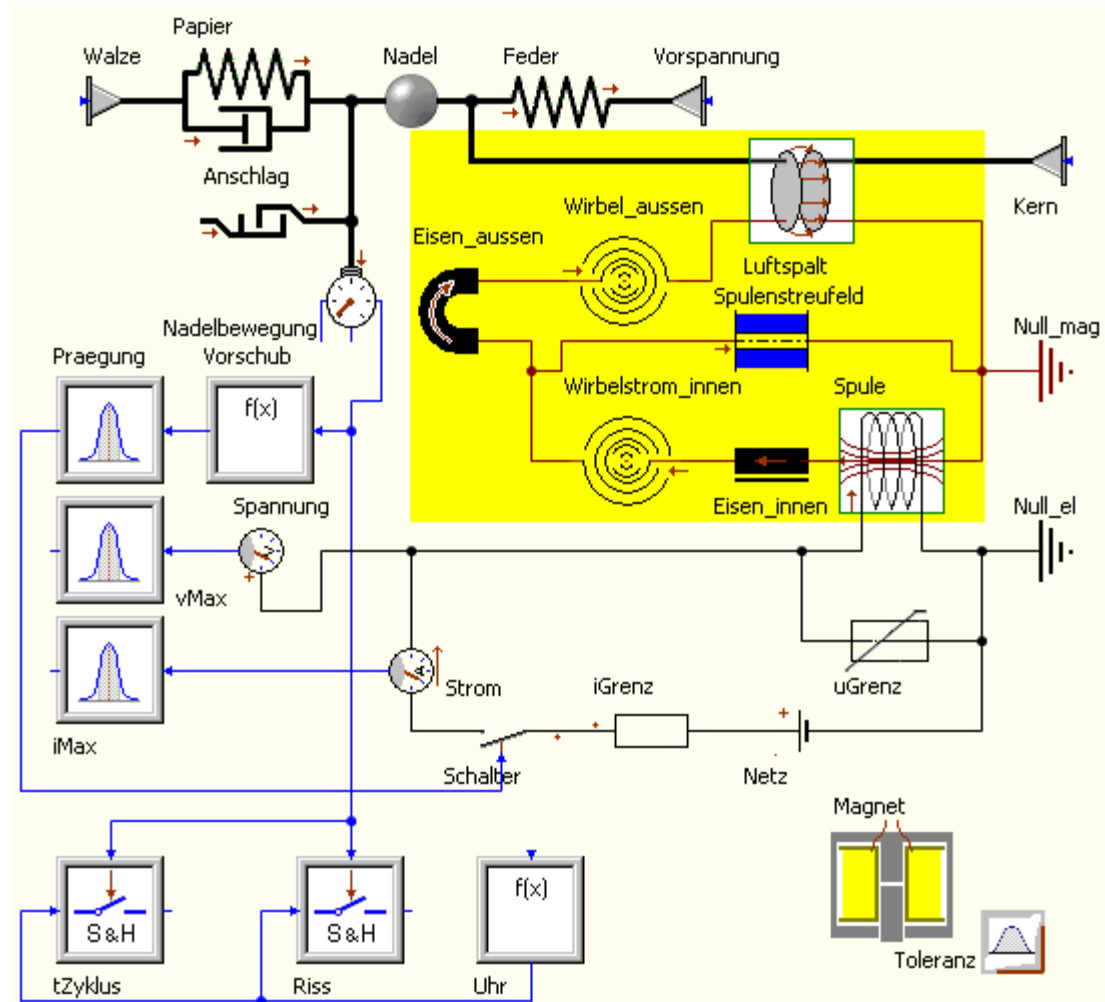 Papier
Walze
Nadel
Feder
Vorspannung
Anschlag
Wirbel_aussen
Kern
Eisen_aussen
Luftspalt
Spulenstreufeld
Nadelbewegung
Null_mag
Praegung
Vorschub
Wirbelstrom_innen
Spule
f(x)
Spannung
Eisen_innen
Null_el
V
vMax
A
Strom
iGrenz
uGrenz
iMax
Schalter
Netz
Magnet
f(x)
S&H
S&H
Toleranz
tZyklus
Riss
Uhr